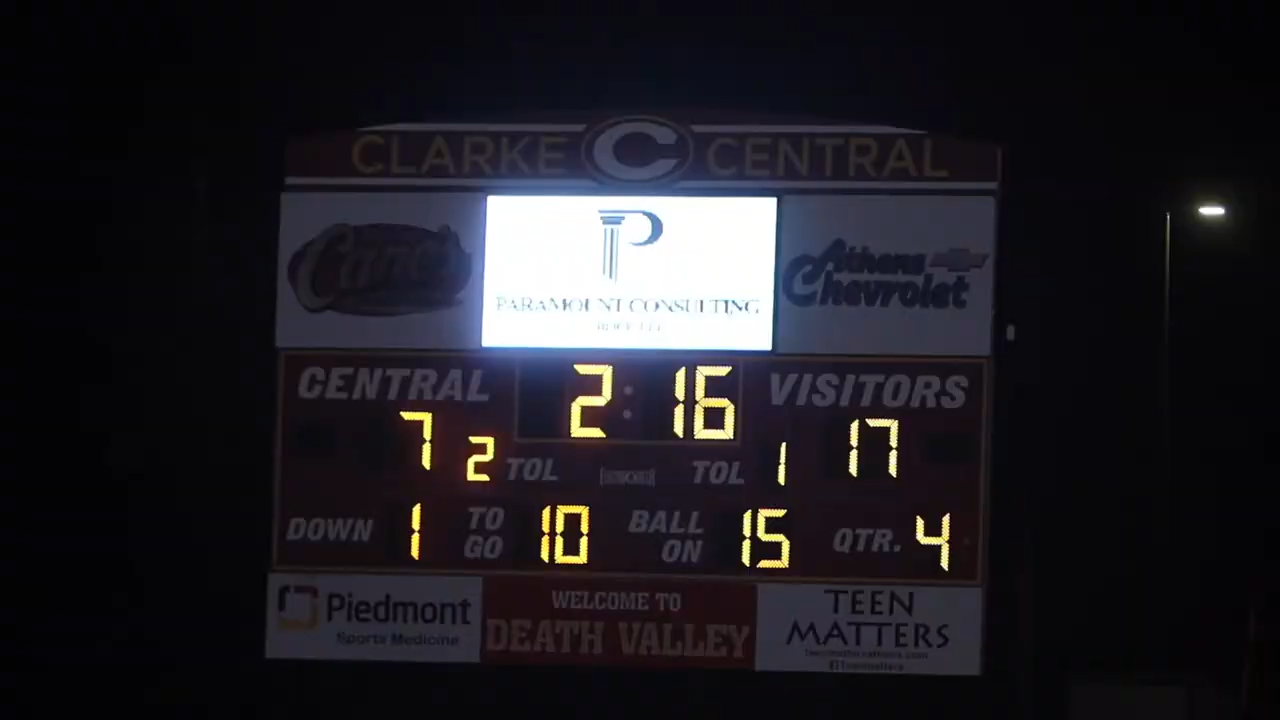 CLARKE C CENTRAL
Cane's
P
PARAMOUNT CONSULTING
Athens
Chevrolet
CENTRAL 2:16 VISITORS
7 2 TOL TOL 1 17
DOWN 1 TO GO 10 BALL ON 15 QTR. 4
Piedmont
Sports Medicine
WELCOME TO
DEATH VALLEY
TEEN
MATTERS